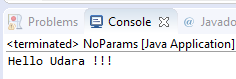 Problems Console Javado
<terminated> NoParams [Java Application]
Hello Udara !!!